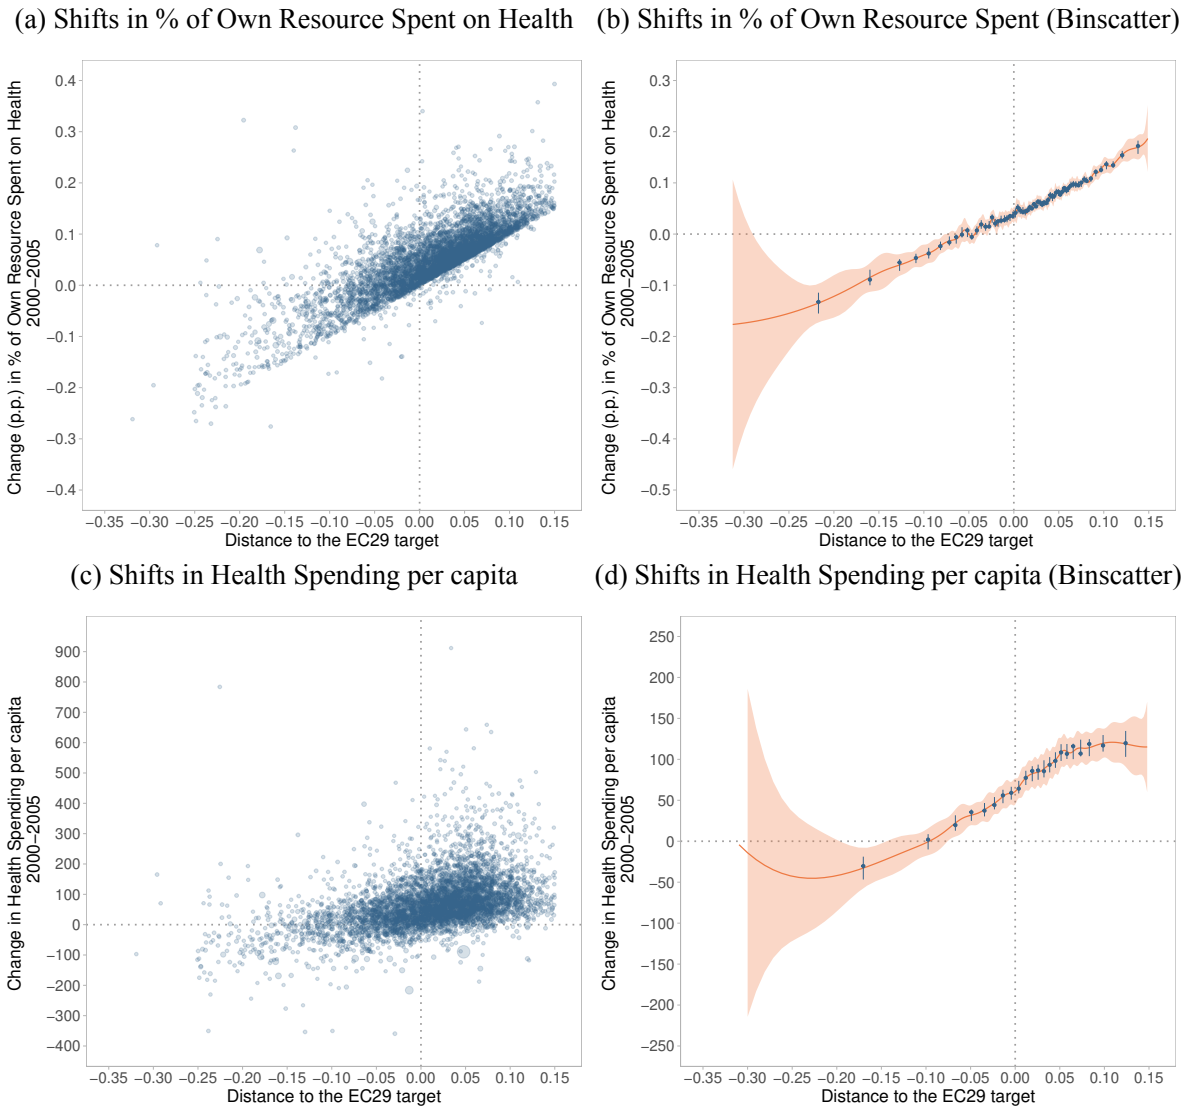 (a) Shifts in % of Own Resource Spent on Health
Change (p.p.) in % of Own Resource Spent on Health
2000−2005
0.4
0.3
0.2
0.1
0.0
−0.1
−0.2
−0.3
−0.4
−0.35 −0.30 −0.25 −0.20 −0.15 −0.10 −0.05 0.00 0.05 0.10 0.15
Distance to the EC29 target
(b) Shifts in % of Own Resource Spent (Binscatter)
Change (p.p.) in % of Own Resource Spent on Health
2000−2005
0.3
0.2
0.1
0.0
−0.1
−0.2
−0.3
−0.4
−0.5
−0.35 −0.30 −0.25 −0.20 −0.15 −0.10 −0.05 0.00 0.05 0.10 0.15
Distance to the EC29 target
(c) Shifts in Health Spending per capita
Change in Health Spending per capita
2000−2005
900
800
700
600
500
400
300
200
100
0
−100
−200
−300
−400
−0.35 −0.30 −0.25 −0.20 −0.15 −0.10 −0.05 0.00 0.05 0.10 0.15
Distance to the EC29 target
(d) Shifts in Health Spending per capita (Binscatter)
Change in Health Spending per capita
2000−2005
250
200
150
100
50
0
−50
−100
−150
−200
−250
−0.35 −0.30 −0.25 −0.20 −0.15 −0.10 −0.05 0.00 0.05 0.10 0.15
Distance to the EC29 target